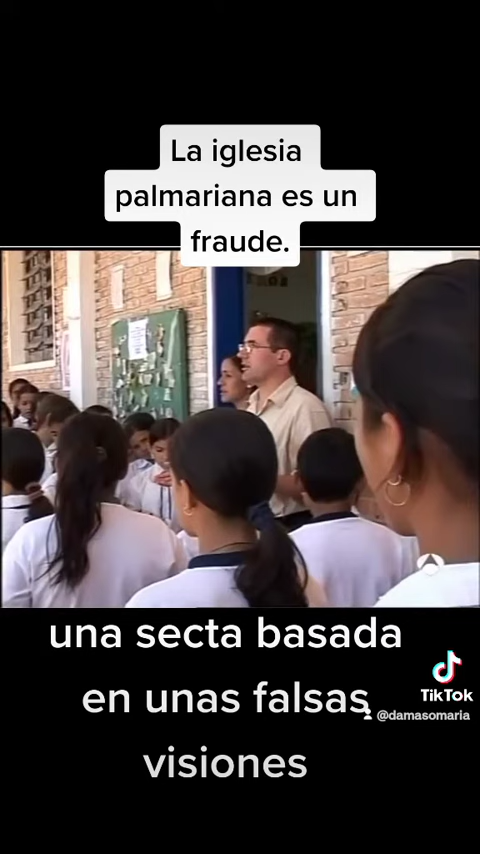 La iglesia
palmariana es un
fraude.
una secta basada
en unas falsas
visiones
TikTok
@damasomaria